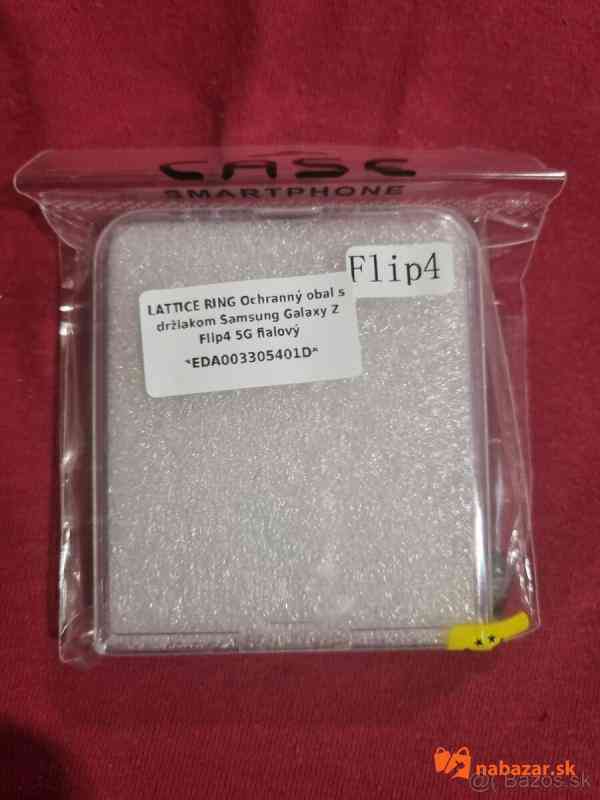 CASE
SMARTPHONE
Flip4
LATTICE RING Ochranný obal s
držiakom Samsung Galaxy Z
Flip4 5G fialový
*EDA003305401D*
**
nabazar.sk
@( Bazos.sk